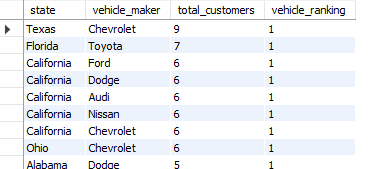 state vehicle_maker total_customers vehicle_ranking
Texas Chevrolet 9 1
Florida Toyota 7 1
California Ford 6 1
California Dodge 6 1
California Audi 6 1
California Nissan 6 1
California Chevrolet 6 1
Ohio Chevrolet 6 1
Alabama Dodge 5 1